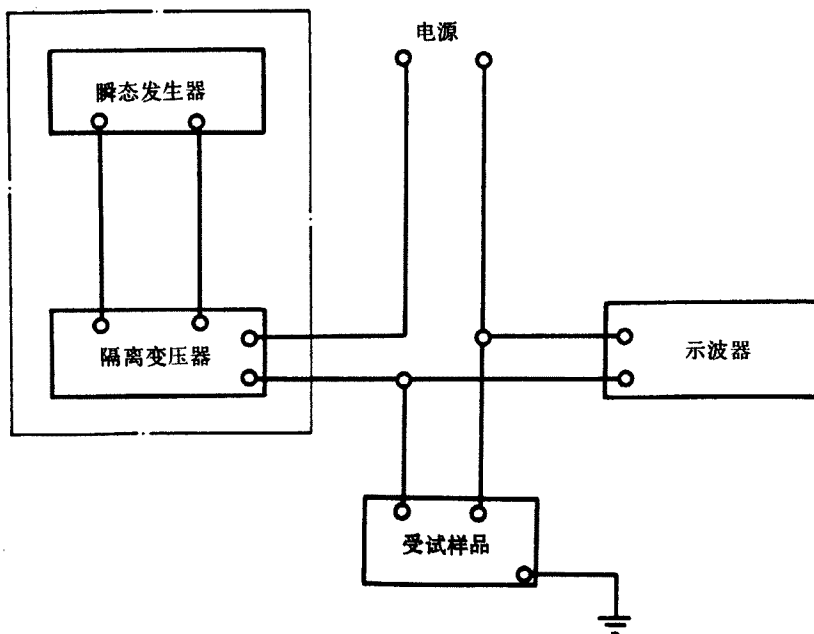 电源
瞬态发生器
隔离变压器
示波器
受试样品